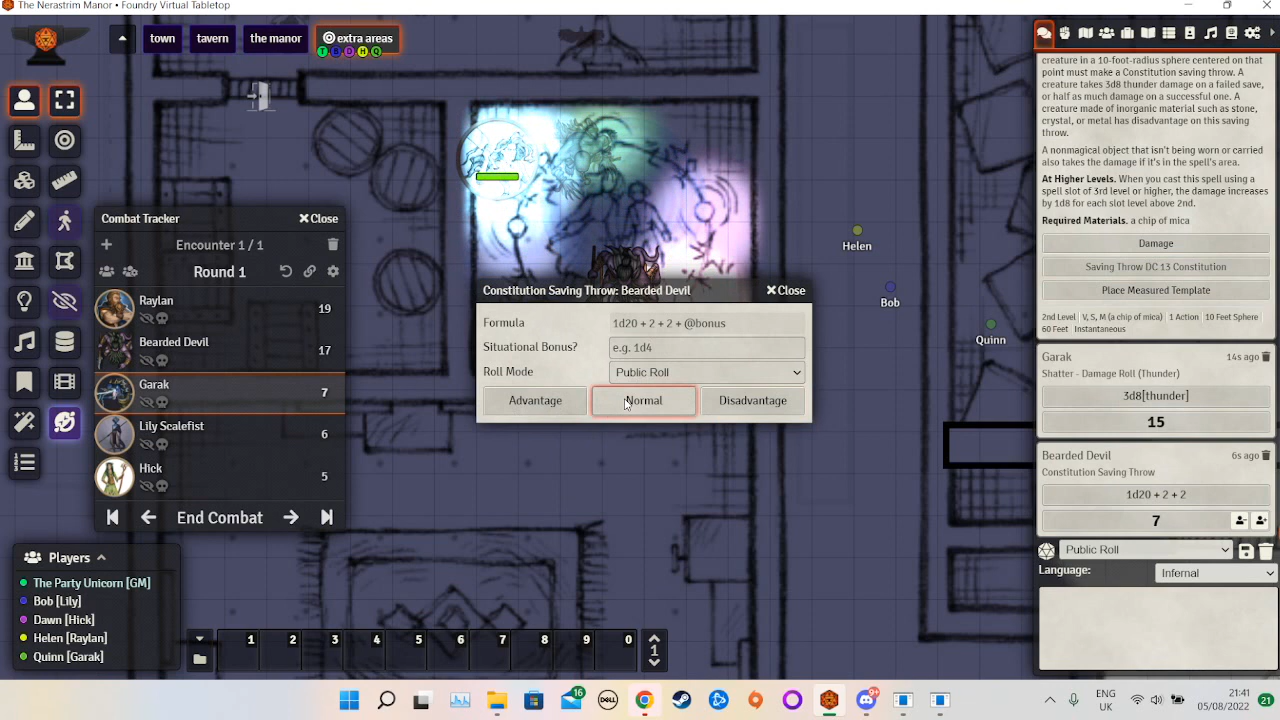 The Nerastrim Manor • Foundry Virtual Tabletop
town
tavern
the manor
extra areas
T B D H Q
Combat Tracker
Close
Encounter 1 / 1
Round 1
Raylan
19
Bearded Devil
17
Garak
7
Lily Scalefist
6
Hick
5
End Combat
Players
The Party Unicorn [GM]
Bob [Lily]
Dawn [Hick]
Helen [Raylan]
Quinn [Garak]
Constitution Saving Throw: Bearded Devil
Close
Formula
1d20 + 2 + 2 + @bonus
Situational Bonus?
e.g. 1d4
Roll Mode
Public Roll
Advantage
Normal
Disadvantage
Helen
Bob
Quinn
1 2 3 4 5 6 7 8 9 0
1
creature in a 10-foot-radius sphere centered on that
point must make a Constitution saving throw. A
creature takes 3d8 thunder damage on a failed save,
or half as much damage on a successful one. A
creature made of inorganic material such as stone,
crystal, or metal has disadvantage on this saving
throw.
A nonmagical object that isn't being worn or carried
also takes the damage if it's in the spell's area.
At Higher Levels. When you cast this spell using a
spell slot of 3rd level or higher, the damage increases
by 1d8 for each slot level above 2nd.
Required Materials. a chip of mica
Damage
Saving Throw DC 13 Constitution
Place Measured Template
2nd Level V, S, M (a chip of mica) 1 Action 10 Feet Sphere
60 Feet Instantaneous
Garak
14s ago
Shatter - Damage Roll (Thunder)
3d8[thunder]
15
Bearded Devil
6s ago
Constitution Saving Throw
1d20 + 2 + 2
7
Public Roll
Language:
Infernal
16
DELL
9+
ENG
UK
21:41
05/08/2022
21